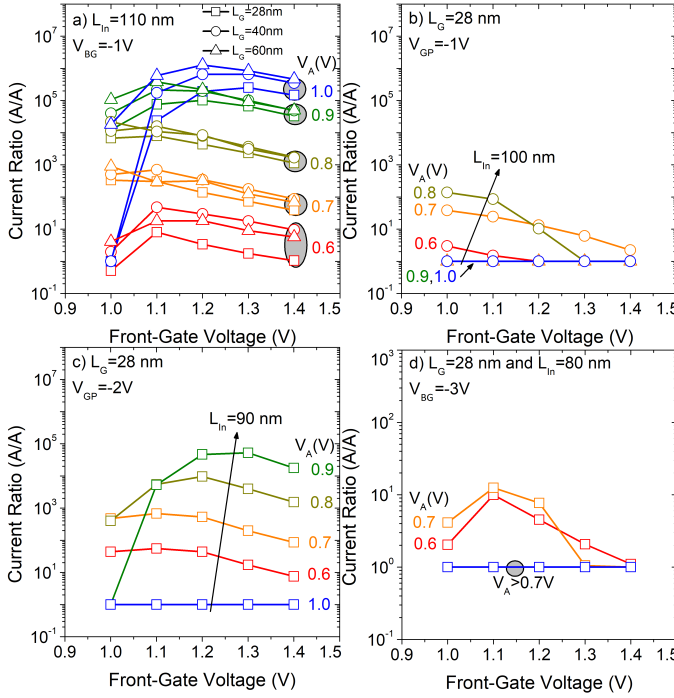 a) L_In=110 nm
V_BG=-1V
L_G=28nm
L_G=40nm
L_G=60nm
V_A(V)
1.0
0.9
0.8
0.7
0.6
Current Ratio (A/A)
10^7
10^5
10^3
10^1
10^-1
0.9 1.0 1.1 1.2 1.3 1.4 1.5
Front-Gate Voltage (V)
b) L_G=28 nm
V_GP=-1V
L_In=100 nm
V_A(V)
0.8
0.7
0.6
0.9,1.0
Current Ratio (A/A)
10^7
10^5
10^3
10^1
10^-1
0.9 1.0 1.1 1.2 1.3 1.4 1.5
Front-Gate Voltage (V)
c) L_G=28 nm
V_GP=-2V
L_In=90 nm
V_A(V)
0.9
0.8
0.7
0.6
1.0
Current Ratio (A/A)
10^7
10^5
10^3
10^1
10^-1
0.9 1.0 1.1 1.2 1.3 1.4 1.5
Front-Gate Voltage (V)
d) L_G=28 nm and L_In=80 nm
V_BG=-3V
V_A(V)
0.7
0.6
V_A>0.7V
Current Ratio (A/A)
10^3
10^2
10^1
10^0
10^-1
0.9 1.0 1.1 1.2 1.3 1.4 1.5
Front-Gate Voltage (V)